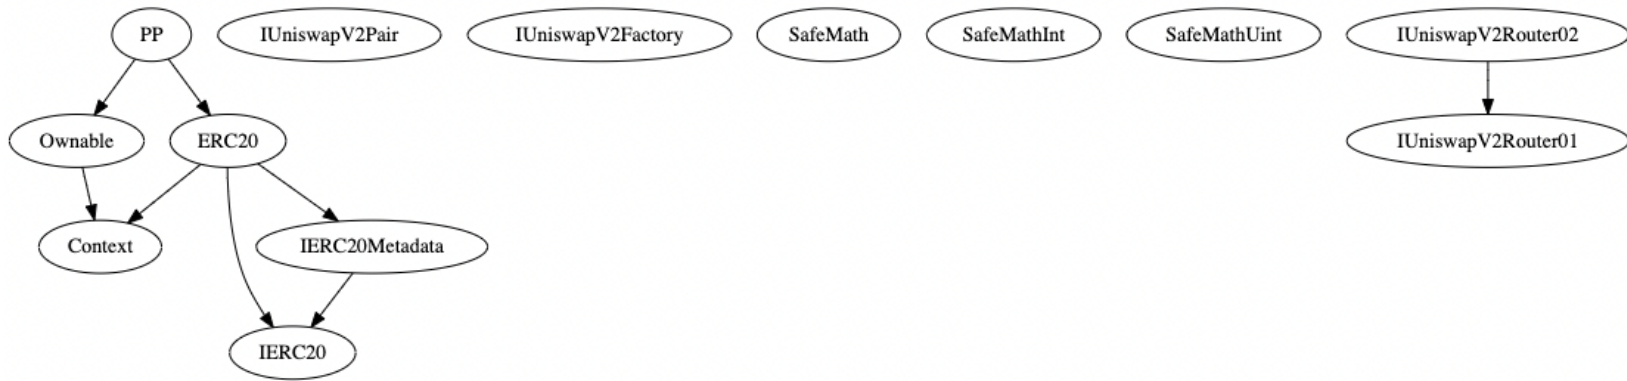 PP
IUniswapV2Pair
IUniswapV2Factory
SafeMath
SafeMathInt
SafeMathUint
IUniswapV2Router02
Ownable
ERC20
IUniswapV2Router01
Context
IERC20Metadata
IERC20